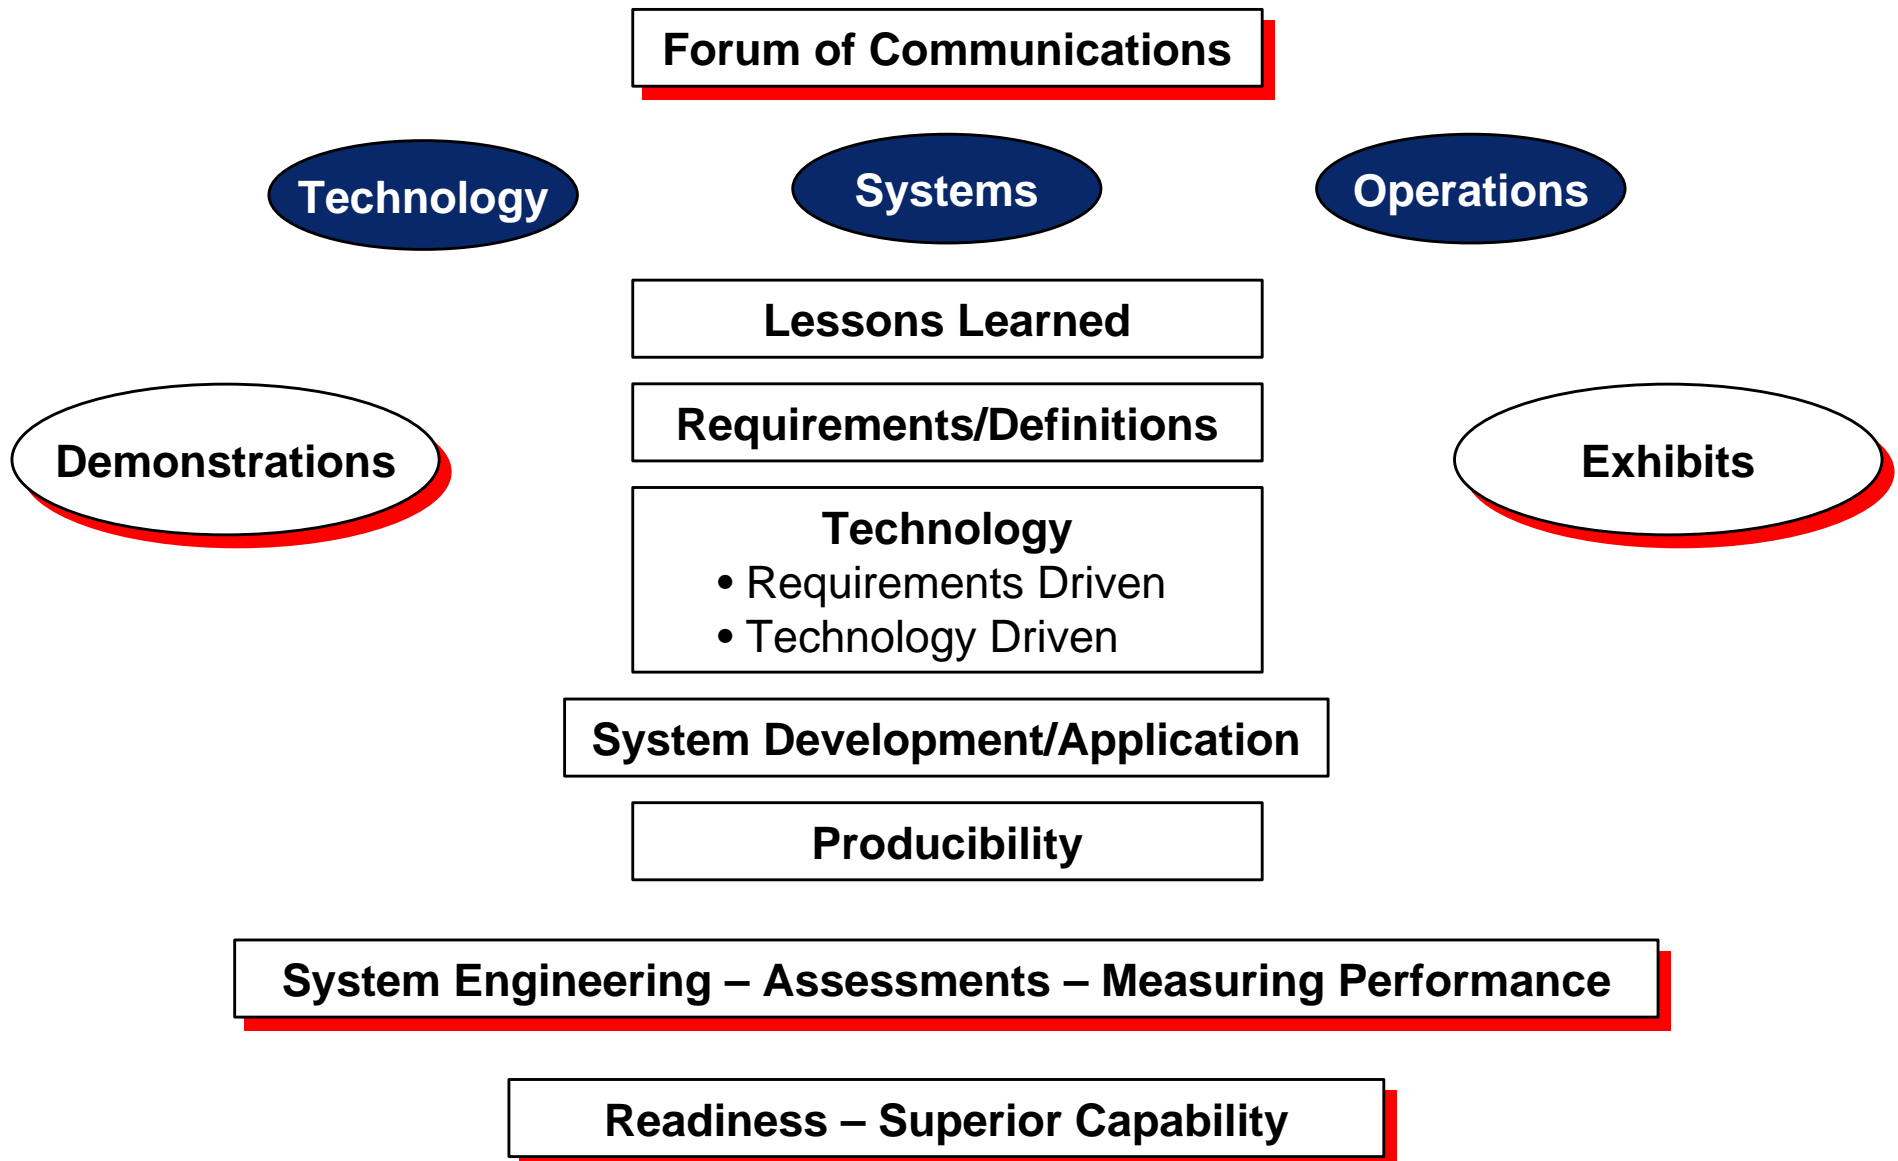 Forum of Communications
Technology
Systems
Operations
Lessons Learned
Requirements/Definitions
Demonstrations
Exhibits
Technology
• Requirements Driven
• Technology Driven
System Development/Application
Producibility
System Engineering – Assessments – Measuring Performance
Readiness – Superior Capability